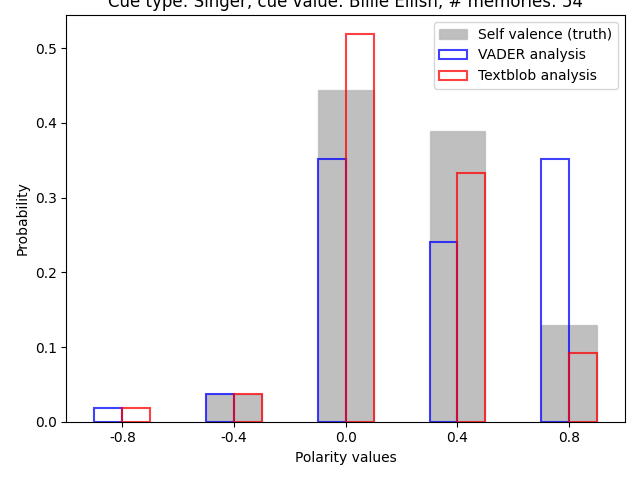 Cue type: Singer, cue value: Billie Eilish, # memories: 54
Self valence (truth)
VADER analysis
Textblob analysis
0.5
0.4
0.3
0.2
0.1
0.0
Probability
-0.8 -0.4 0.0 0.4 0.8
Polarity values